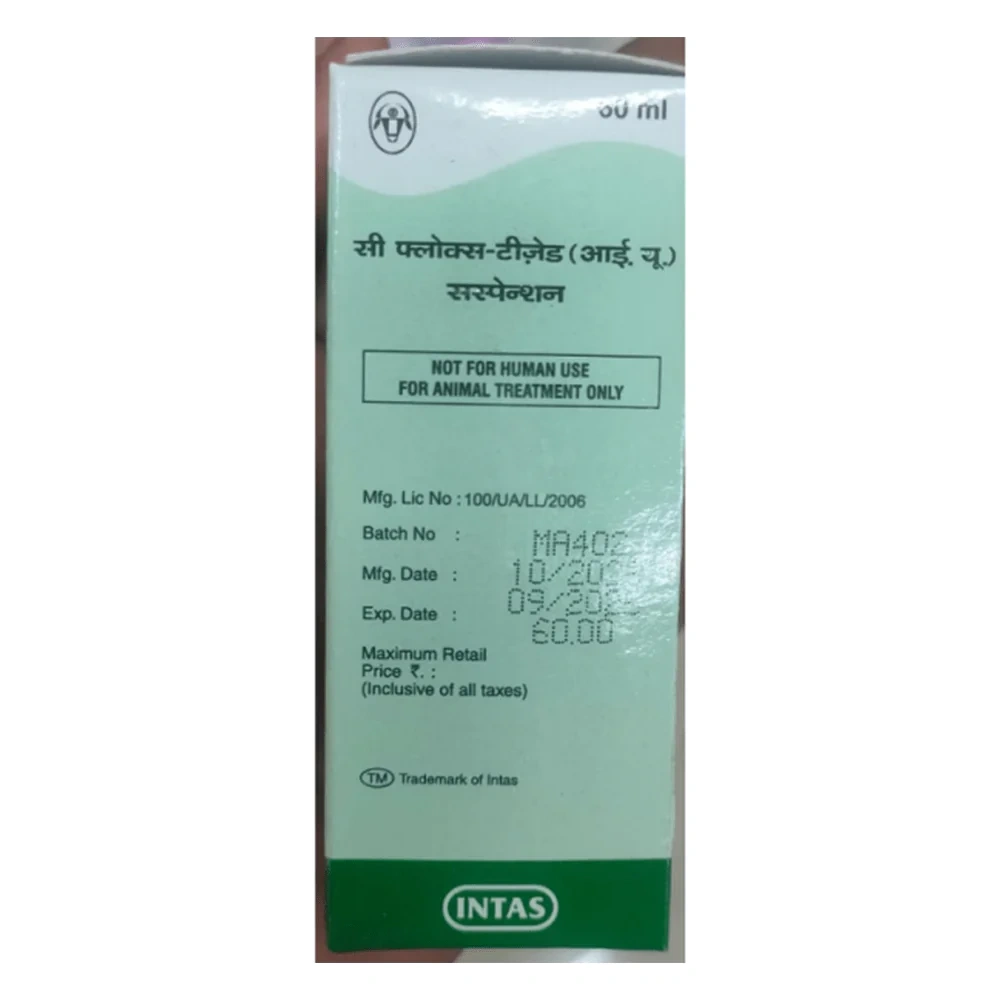 ml
सी फ्लोक्स-टीज़ेड (आई. यू.)
सस्पेन्शन
NOT FOR HUMAN USE
FOR ANIMAL TREATMENT ONLY
Mfg. Lic No : 100/UA/LL/2006
Batch No :
Mfg. Date :
Exp. Date :
60.00
Maximum Retail
Price ₹. :
(Inclusive of all taxes)
TM Trademark of Intas
INTAS